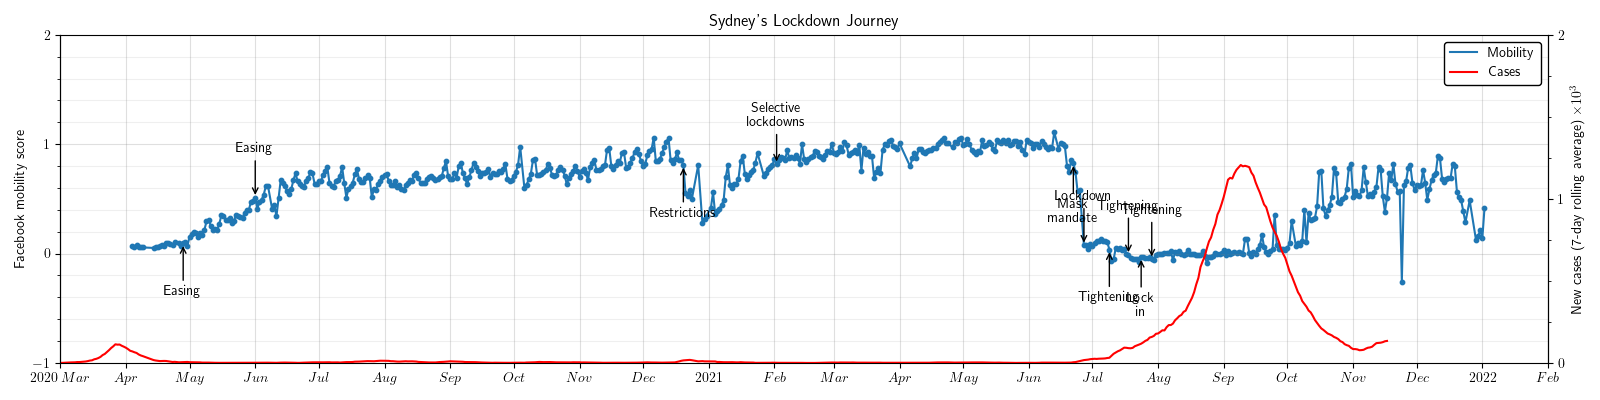 Sydney's Lockdown Journey
Facebook mobility score
2
1
0
−1
Mobility
Cases
Easing
Easing
Restrictions
Selective
lockdowns
Lockdown
Mask
mandate
Tightening
Tightening
Tightening
Lock
in
2
1
0
New cases (7-day rolling average) ×10³
2020 Mar Apr May Jun Jul Aug Sep Oct Nov Dec 2021 Feb Mar Apr May Jun Jul Aug Sep Oct Nov Dec 2022 Feb